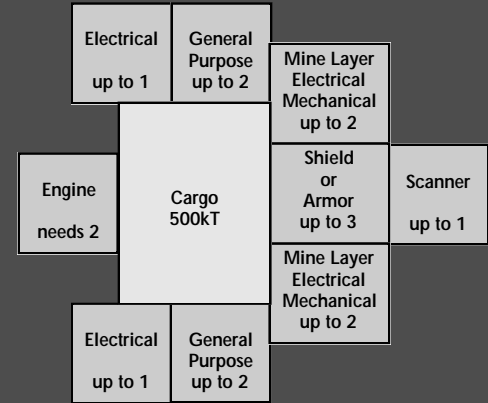 Electrical
up to 1
General
Purpose
up to 2
Mine Layer
Electrical
Mechanical
up to 2
Engine
needs 2
Cargo
500kT
Shield
or
Armor
up to 3
Scanner
up to 1
Mine Layer
Electrical
Mechanical
up to 2
Electrical
up to 1
General
Purpose
up to 2